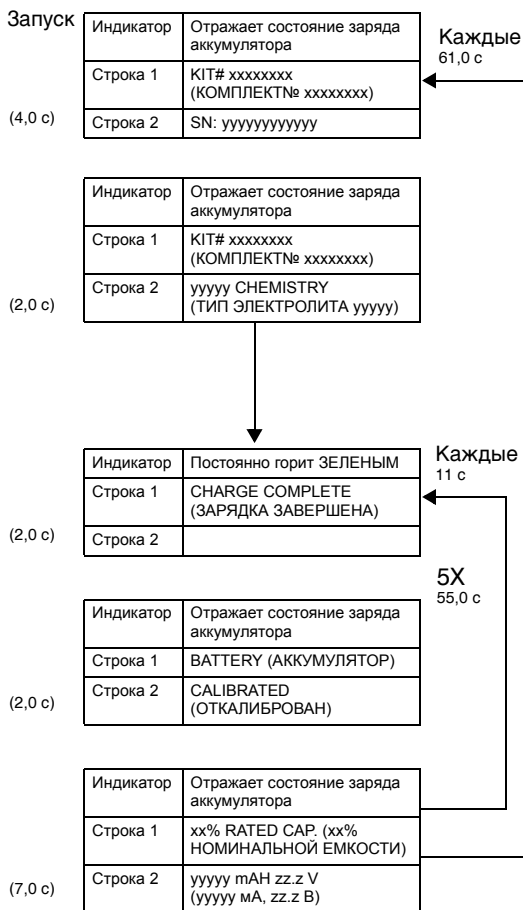 Запуск
Индикатор Отражает состояние заряда
аккумулятора
Каждые
61,0 с
Строка 1 KIT# xxxxxxxx
(КОМПЛЕКТ№ xxxxxxxx)
(4,0 с) Строка 2 SN: yyyyyyyyyyyy
Индикатор Отражает состояние заряда
аккумулятора
Строка 1 KIT# xxxxxxxx
(КОМПЛЕКТ№ xxxxxxxx)
(2,0 с) Строка 2 yyyyy CHEMISTRY
(ТИП ЭЛЕКТРОЛИТА yyyyy)
Индикатор Постоянно горит ЗЕЛЕНЫМ
Каждые
11 с
Строка 1 CHARGE COMPLETE
(ЗАРЯДКА ЗАВЕРШЕНА)
(2,0 с) Строка 2
5X
55,0 с
Индикатор Отражает состояние заряда
аккумулятора
Строка 1 BATTERY (АККУМУЛЯТОР)
(2,0 с) Строка 2 CALIBRATED
(ОТКАЛИБРОВАН)
Индикатор Отражает состояние заряда
аккумулятора
Строка 1 xx% RATED CAP. (xx%
НОМИНАЛЬНОЙ ЕМКОСТИ)
(7,0 с) Строка 2 yyyyy mAH zz.z V
(yyyyy мА, zz.z В)